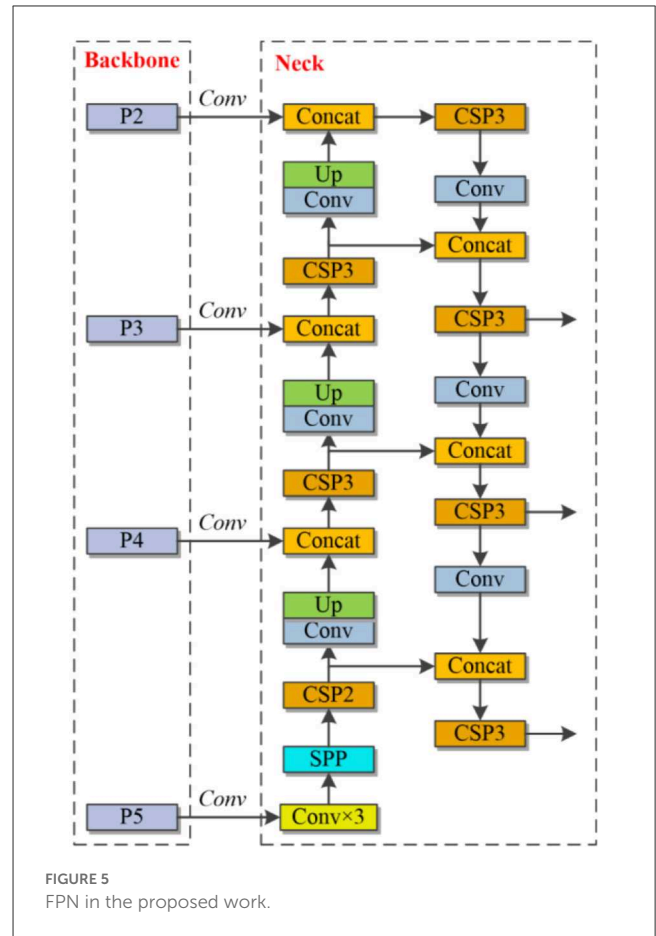 Backbone
Neck
P2
Conv
Concat
CSP3
Up
Conv
Conv
Concat
CSP3
P3
Conv
Concat
CSP3
Up
Conv
Conv
Concat
CSP3
CSP3
P4
Conv
Concat
Conv
Up
Conv
Concat
CSP2
CSP3
SPP
P5
Conv
Conv×3
FIGURE 5
FPN in the proposed work.